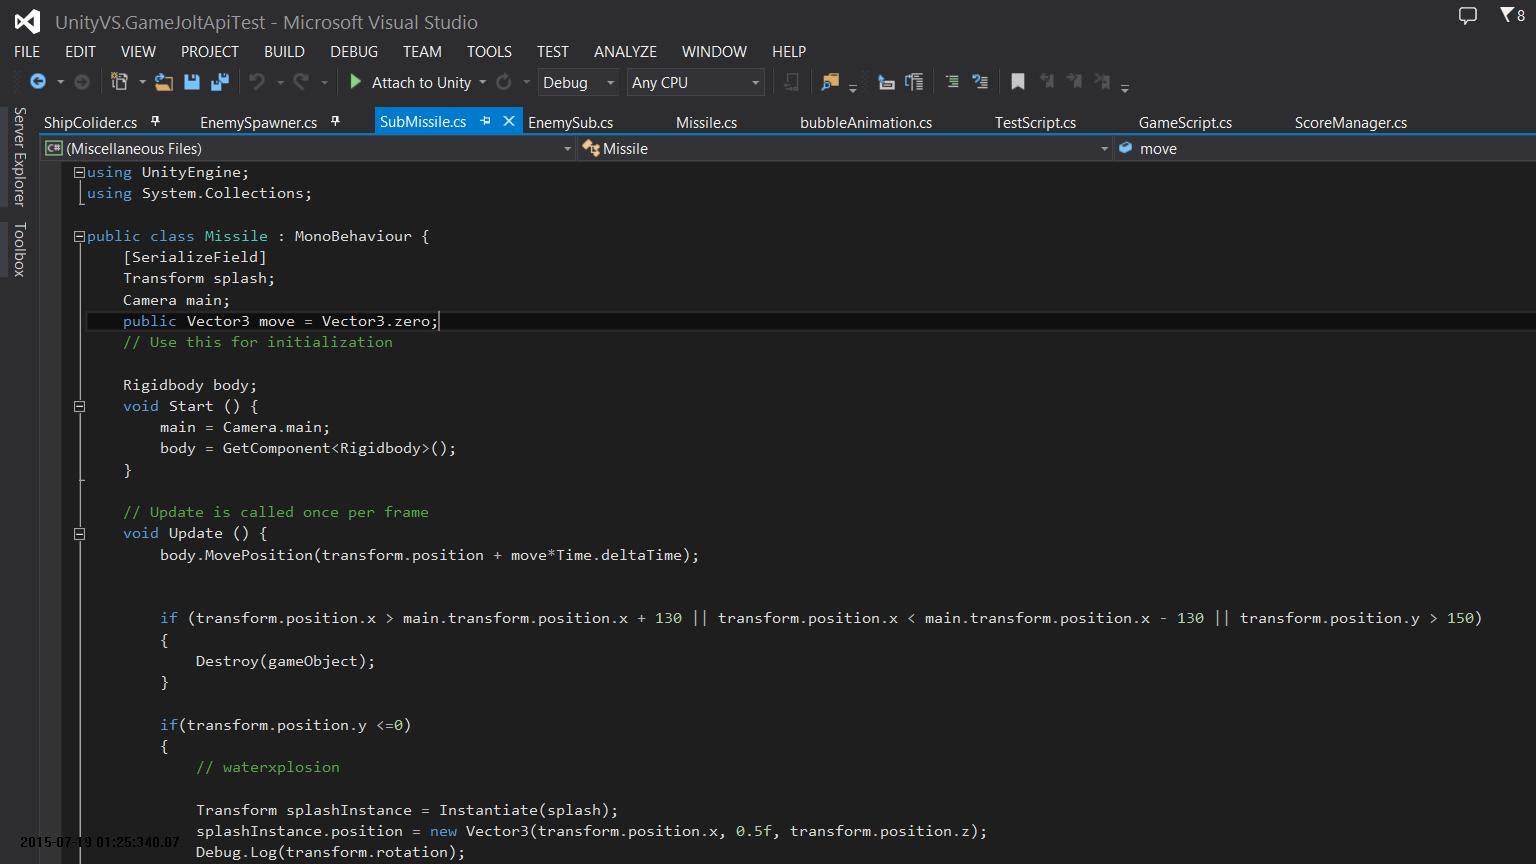 UnityVS.GameJoltApiTest - Microsoft Visual Studio
8
FILE EDIT VIEW PROJECT BUILD DEBUG TEAM TOOLS TEST ANALYZE WINDOW HELP
Attach to Unity Debug Any CPU
Server Explorer
Toolbox
ShipColider.cs EnemySpawner.cs SubMissile.cs EnemySub.cs Missile.cs bubbleAnimation.cs TestScript.cs GameScript.cs ScoreManager.cs
C# (Miscellaneous Files) Missile move
using UnityEngine;
using System.Collections;
public class Missile : MonoBehaviour {
[SerializeField]
Transform splash;
Camera main;
public Vector3 move = Vector3.zero;
// Use this for initialization
Rigidbody body;
void Start () {
main = Camera.main;
body = GetComponent<Rigidbody>();
}
// Update is called once per frame
void Update () {
body.MovePosition(transform.position + move*Time.deltaTime);
if (transform.position.x > main.transform.position.x + 130 || transform.position.x < main.transform.position.x - 130 || transform.position.y > 150)
{
Destroy(gameObject);
}
if(transform.position.y <=0)
{
// waterxplosion
Transform splashInstance = Instantiate(splash);
splashInstance.position = new Vector3(transform.position.x, 0.5f, transform.position.z);
Debug.Log(transform.rotation);
2015-07-19 01:25:340.07